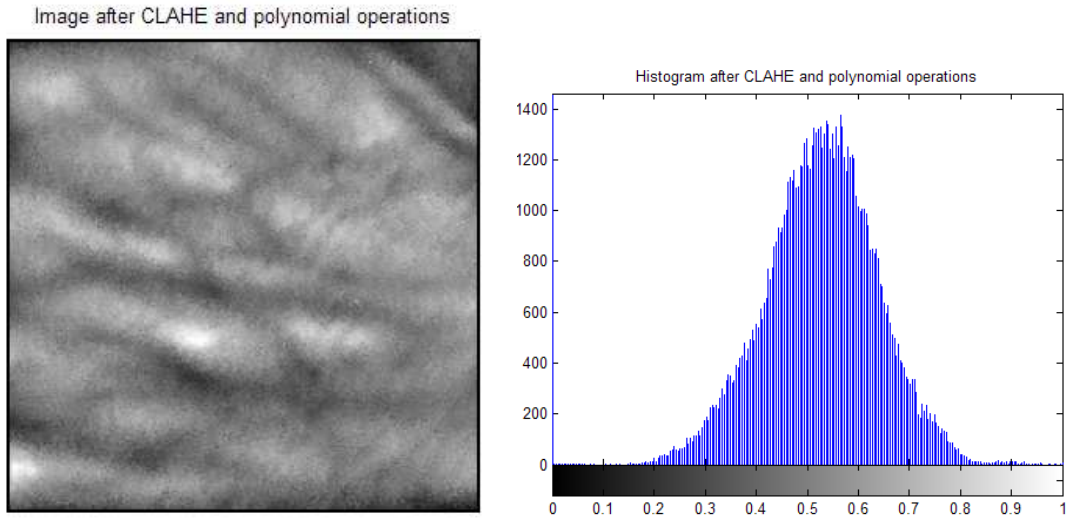 Image after CLAHE and polynomial operations
Histogram after CLAHE and polynomial operations
1400
1200
1000
800
600
400
200
0
0 0.1 0.2 0.3 0.4 0.5 0.6 0.7 0.8 0.9 1